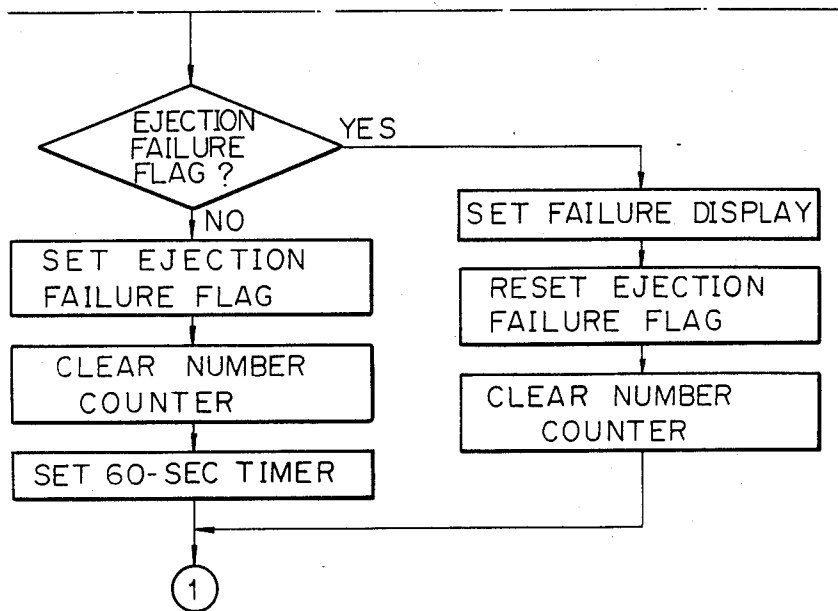 EJECTION
FAILURE
FLAG ?
YES
NO
SET EJECTION
FAILURE FLAG
CLEAR NUMBER
COUNTER
SET 60-SEC TIMER
SET FAILURE DISPLAY
RESET EJECTION
FAILURE FLAG
CLEAR NUMBER
COUNTER
1